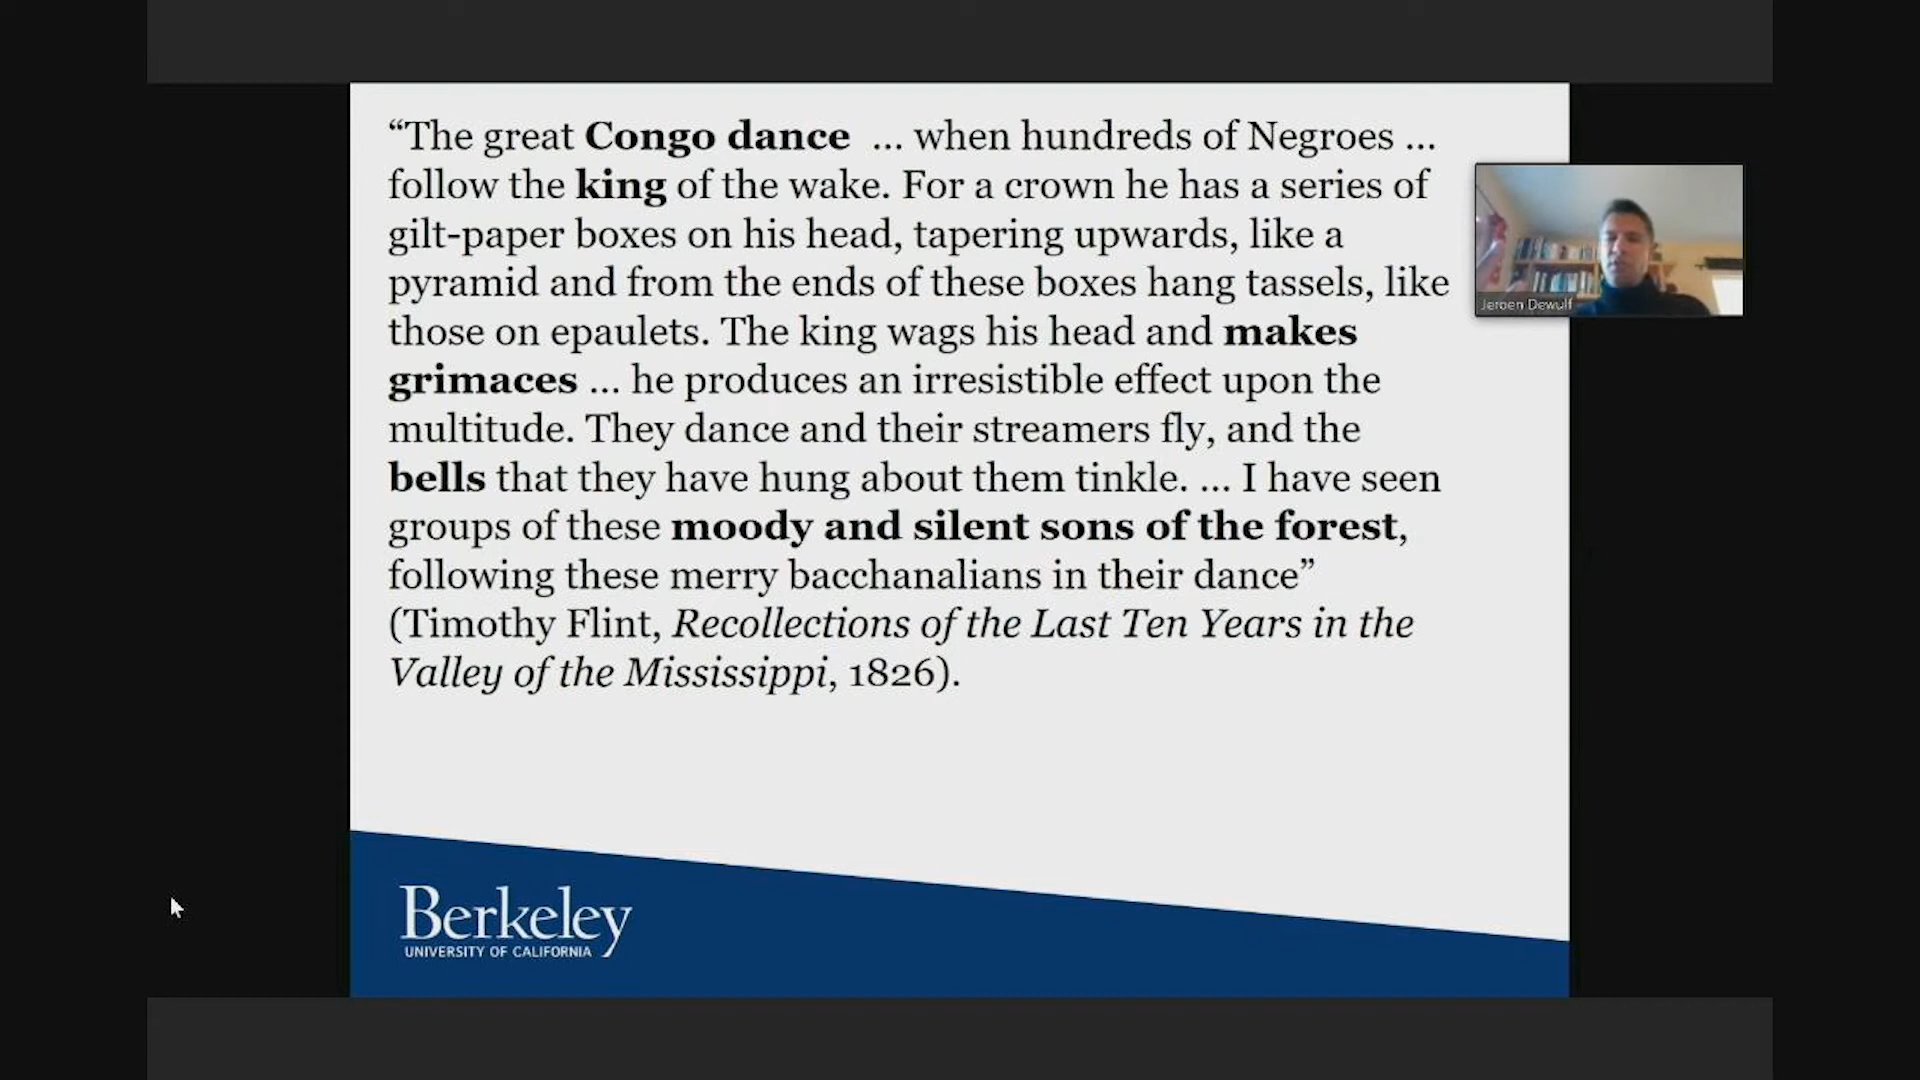 “The great Congo dance ... when hundreds of Negroes ...
follow the king of the wake. For a crown he has a series of
gilt-paper boxes on his head, tapering upwards, like a
pyramid and from the ends of these boxes hang tassels, like
those on epaulets. The king wags his head and makes
grimaces ... he produces an irresistible effect upon the
multitude. They dance and their streamers fly, and the
bells that they have hung about them tinkle. ... I have seen
groups of these moody and silent sons of the forest,
following these merry bacchanalians in their dance”
(Timothy Flint, Recollections of the Last Ten Years in the
Valley of the Mississippi, 1826).
Jeroen Dewulf
Berkeley
UNIVERSITY OF CALIFORNIA